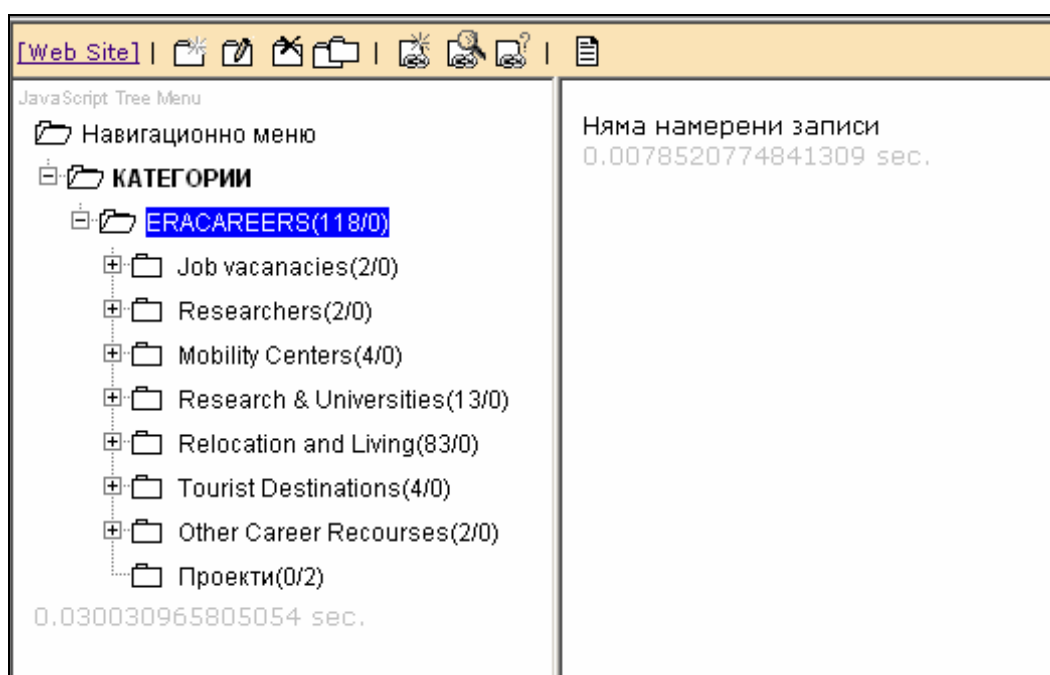 [Web Site] | | |
JavaScript Tree Menu
Навигационно меню
КАТЕГОРИИ
ERACAREERS(118/0)
Job vacanacies(2/0)
Researchers(2/0)
Mobility Centers(4/0)
Research & Universities(13/0)
Relocation and Living(83/0)
Tourist Destinations(4/0)
Other Career Recourses(2/0)
Проекти(0/2)
0.030030965805054 sec.
Няма намерени записи
0.0078520774841309 sec.